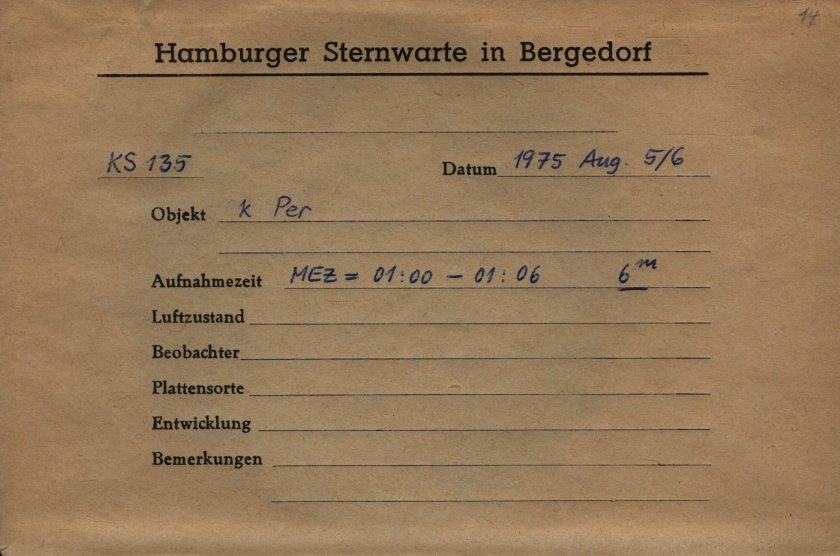 14
Hamburger Sternwarte in Bergedorf
KS 135 Datum 1975 Aug. 5/6
Objekt k Per
Aufnahmezeit MEZ = 01:00 - 01:06 6m
Luftzustand
Beobachter
Plattensorte
Entwicklung
Bemerkungen